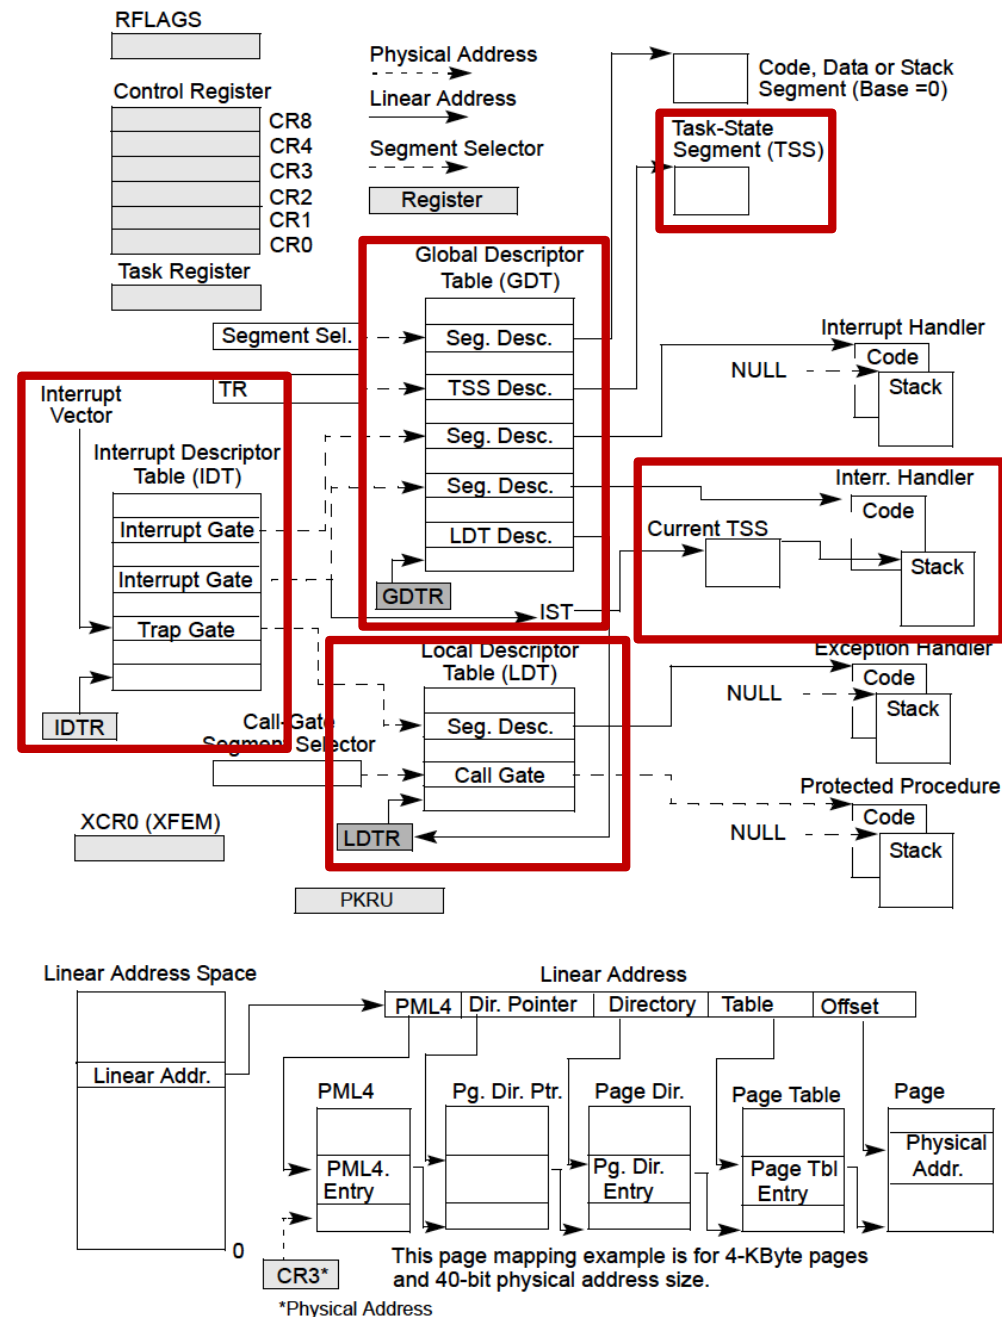 RFLAGS
Control Register
CR8
CR4
CR3
CR2
CR1
CR0
Task Register
Physical Address
Linear Address
Segment Selector
Register
Code, Data or Stack
Segment (Base =0)
Task-State
Segment (TSS)
Global Descriptor
Table (GDT)
Segment Sel.
Seg. Desc.
TR
TSS Desc.
Seg. Desc.
Seg. Desc.
LDT Desc.
GDTR
IST
Interrupt
Vector
Interrupt Descriptor
Table (IDT)
Interrupt Gate
Interrupt Gate
Trap Gate
IDTR
Interrupt Handler
Code
NULL
Stack
Interr. Handler
Code
Current TSS
Stack
Local Descriptor
Table (LDT)
Call-Gate
Segment Selector
Seg. Desc.
Call Gate
LDTR
Exception Handler
Code
NULL
Stack
Protected Procedure
Code
NULL
Stack
XCR0 (XFEM)
PKRU
Linear Address Space
Linear Addr.
0
Linear Address
PML4 Dir. Pointer Directory Table Offset
PML4
Pg. Dir. Ptr.
Page Dir.
Page Table
Page
PML4.
Entry
Pg. Dir.
Entry
Page Tbl
Entry
Physical
Addr.
CR3*
This page mapping example is for 4-KByte pages
and 40-bit physical address size.
*Physical Address